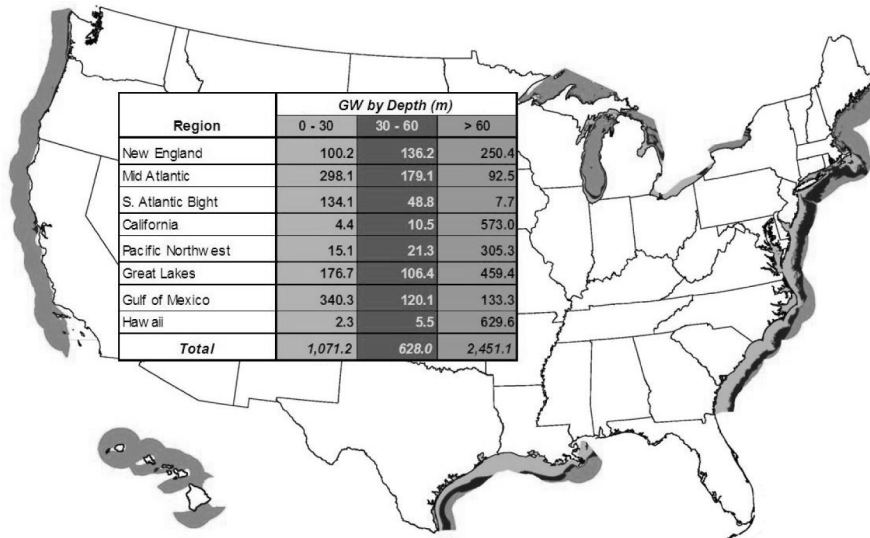 GW by Depth (m)
Region 0 - 30 30 - 60 > 60
New England 100.2 136.2 250.4
Mid Atlantic 298.1 179.1 92.5
S. Atlantic Bight 134.1 48.8 7.7
California 4.4 10.5 573.0
Pacific Northwest 15.1 21.3 305.3
Great Lakes 176.7 106.4 459.4
Gulf of Mexico 340.3 120.1 133.3
Hawaii 2.3 5.5 629.6
Total 1,071.2 628.0 2,451.1